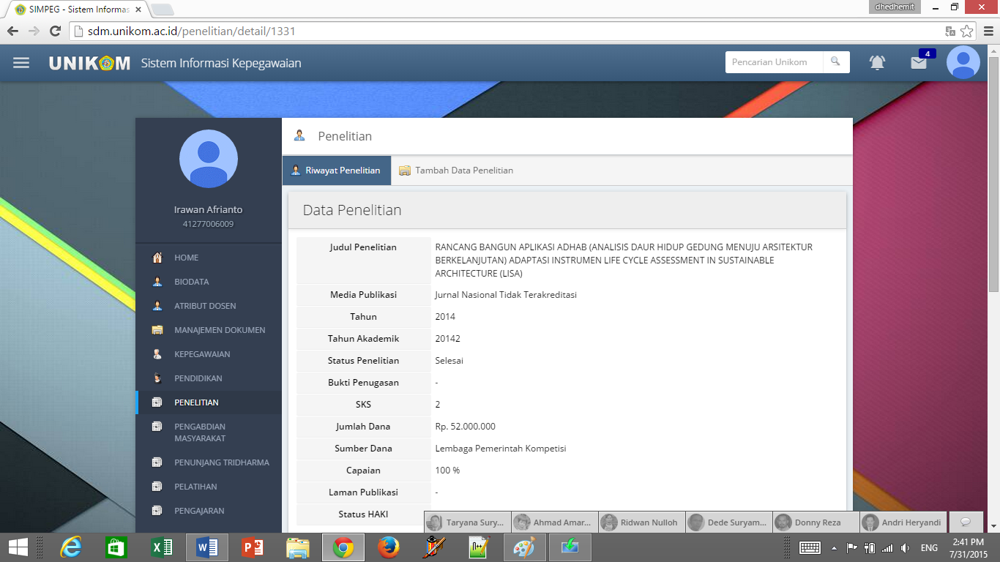 SIMPEG - Sistem Informas
dhedhemit
sdm.unikom.ac.id/penelitian/detail/1331
UNIKOM Sistem Informasi Kepegawaian
Pencarian Unikom
4
Irawan Afrianto
41277006009
HOME
BIODATA
ATRIBUT DOSEN
MANAJEMEN DOKUMEN
KEPEGAWAIAN
PENDIDIKAN
PENELITIAN
PENGABDIAN
MASYARAKAT
PENUNJANG TRIDHARMA
PELATIHAN
PENGAJARAN
Penelitian
Riwayat Penelitian Tambah Data Penelitian
Data Penelitian
Judul Penelitian RANCANG BANGUN APLIKASI ADHAB (ANALISIS DAUR HIDUP GEDUNG MENUJU ARSITEKTUR
BERKELANJUTAN) ADAPTASI INSTRUMEN LIFE CYCLE ASSESSMENT IN SUSTAINABLE
ARCHITECTURE (LISA)
Media Publikasi Jurnal Nasional Tidak Terakreditasi
Tahun 2014
Tahun Akademik 20142
Status Penelitian Selesai
Bukti Penugasan -
SKS 2
Jumlah Dana Rp. 52.000.000
Sumber Dana Lembaga Pemerintah Kompetisi
Capaian 100 %
Laman Publikasi -
Status HAKI
Taryana Sury... Ahmad Amar... Ridwan Nulloh Dede Suryam... Donny Reza Andri Heryandi
ENG
2:41 PM
7/31/2015